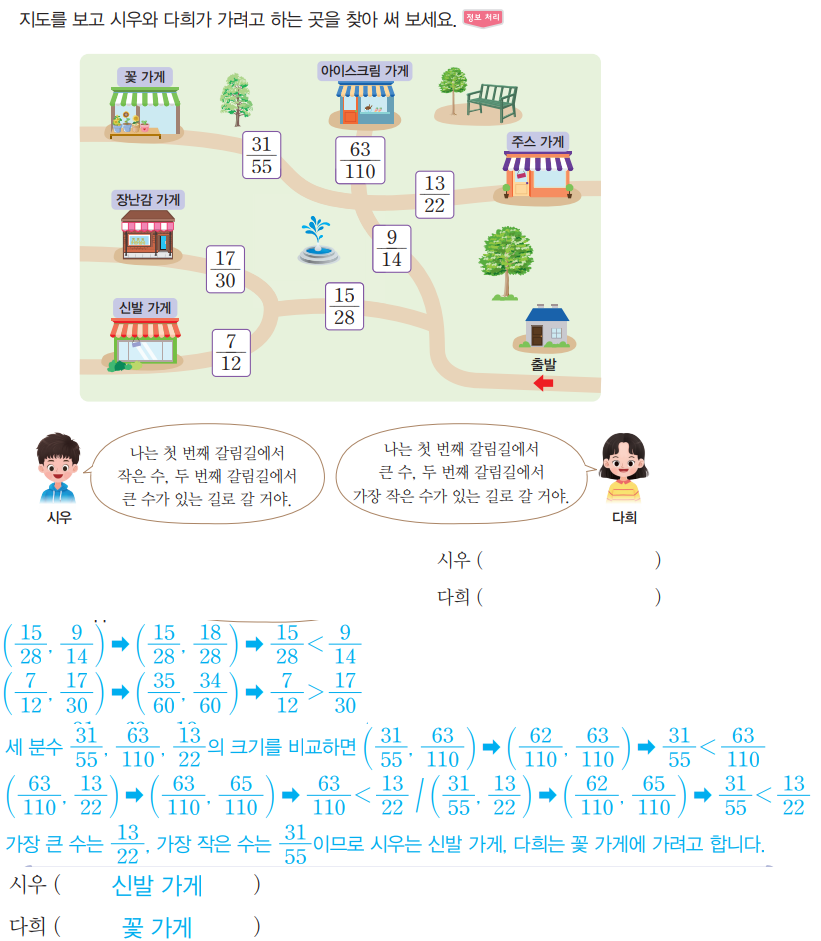 지도를 보고 시우와 다희가 가려고 하는 곳을 찾아 써 보세요. 정보 처리
꽃 가게
아이스크림 가게
주스 가게
31/55
63/110
13/22
장난감 가게
9/14
17/30
15/28
신발 가게
7/12
출발
나는 첫 번째 갈림길에서
작은 수, 두 번째 갈림길에서
큰 수가 있는 길로 갈 거야.
시우
나는 첫 번째 갈림길에서
큰 수, 두 번째 갈림길에서
가장 작은 수가 있는 길로 갈 거야.
다희
시우 ( )
다희 ( )
(15/28, 9/14) ➡ (15/28, 18/28) ➡ 15/28 < 9/14
(7/12, 17/30) ➡ (35/60, 34/60) ➡ 7/12 > 17/30
세 분수 31/55, 63/110, 13/22의 크기를 비교하면 (31/55, 63/110) ➡ (62/110, 63/110) ➡ 31/55 < 63/110
(63/110, 13/22) ➡ (63/110, 65/110) ➡ 63/110 < 13/22 / (31/55, 13/22) ➡ (62/110, 65/110) ➡ 31/55 < 13/22
가장 큰 수는 13/22, 가장 작은 수는 31/55이므로 시우는 신발 가게, 다희는 꽃 가게에 가려고 합니다.
시우 ( 신발 가게 )
다희 ( 꽃 가게 )